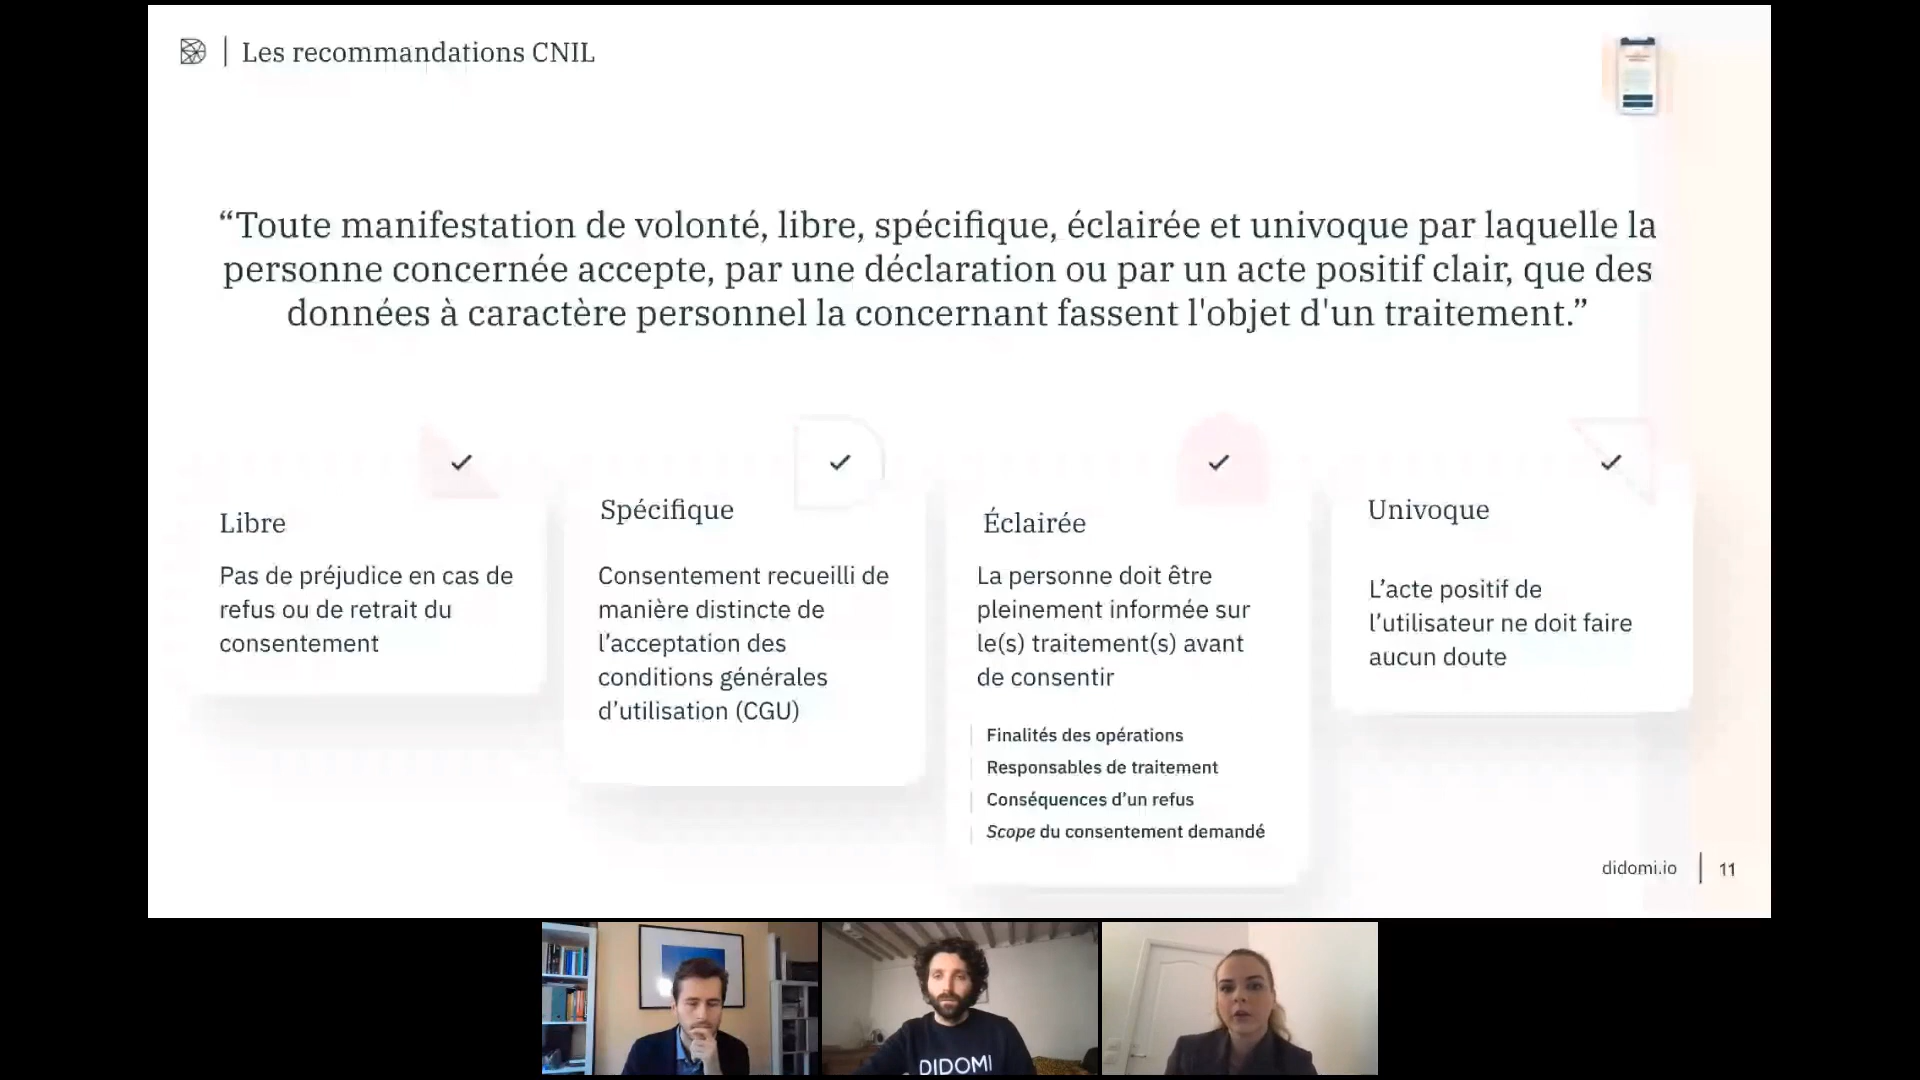 Les recommandations CNIL
“Toute manifestation de volonté, libre, spécifique, éclairée et univoque par laquelle la
personne concernée accepte, par une déclaration ou par un acte positif clair, que des
données à caractère personnel la concernant fassent l'objet d'un traitement.”
Libre
Pas de préjudice en cas de
refus ou de retrait du
consentement
Spécifique
Consentement recueilli de
manière distincte de
l’acceptation des
conditions générales
d’utilisation (CGU)
Éclairée
La personne doit être
pleinement informée sur
le(s) traitement(s) avant
de consentir
Finalités des opérations
Responsables de traitement
Conséquences d’un refus
Scope du consentement demandé
Univoque
L’acte positif de
l’utilisateur ne doit faire
aucun doute
didomi.io
11
DIDOMI